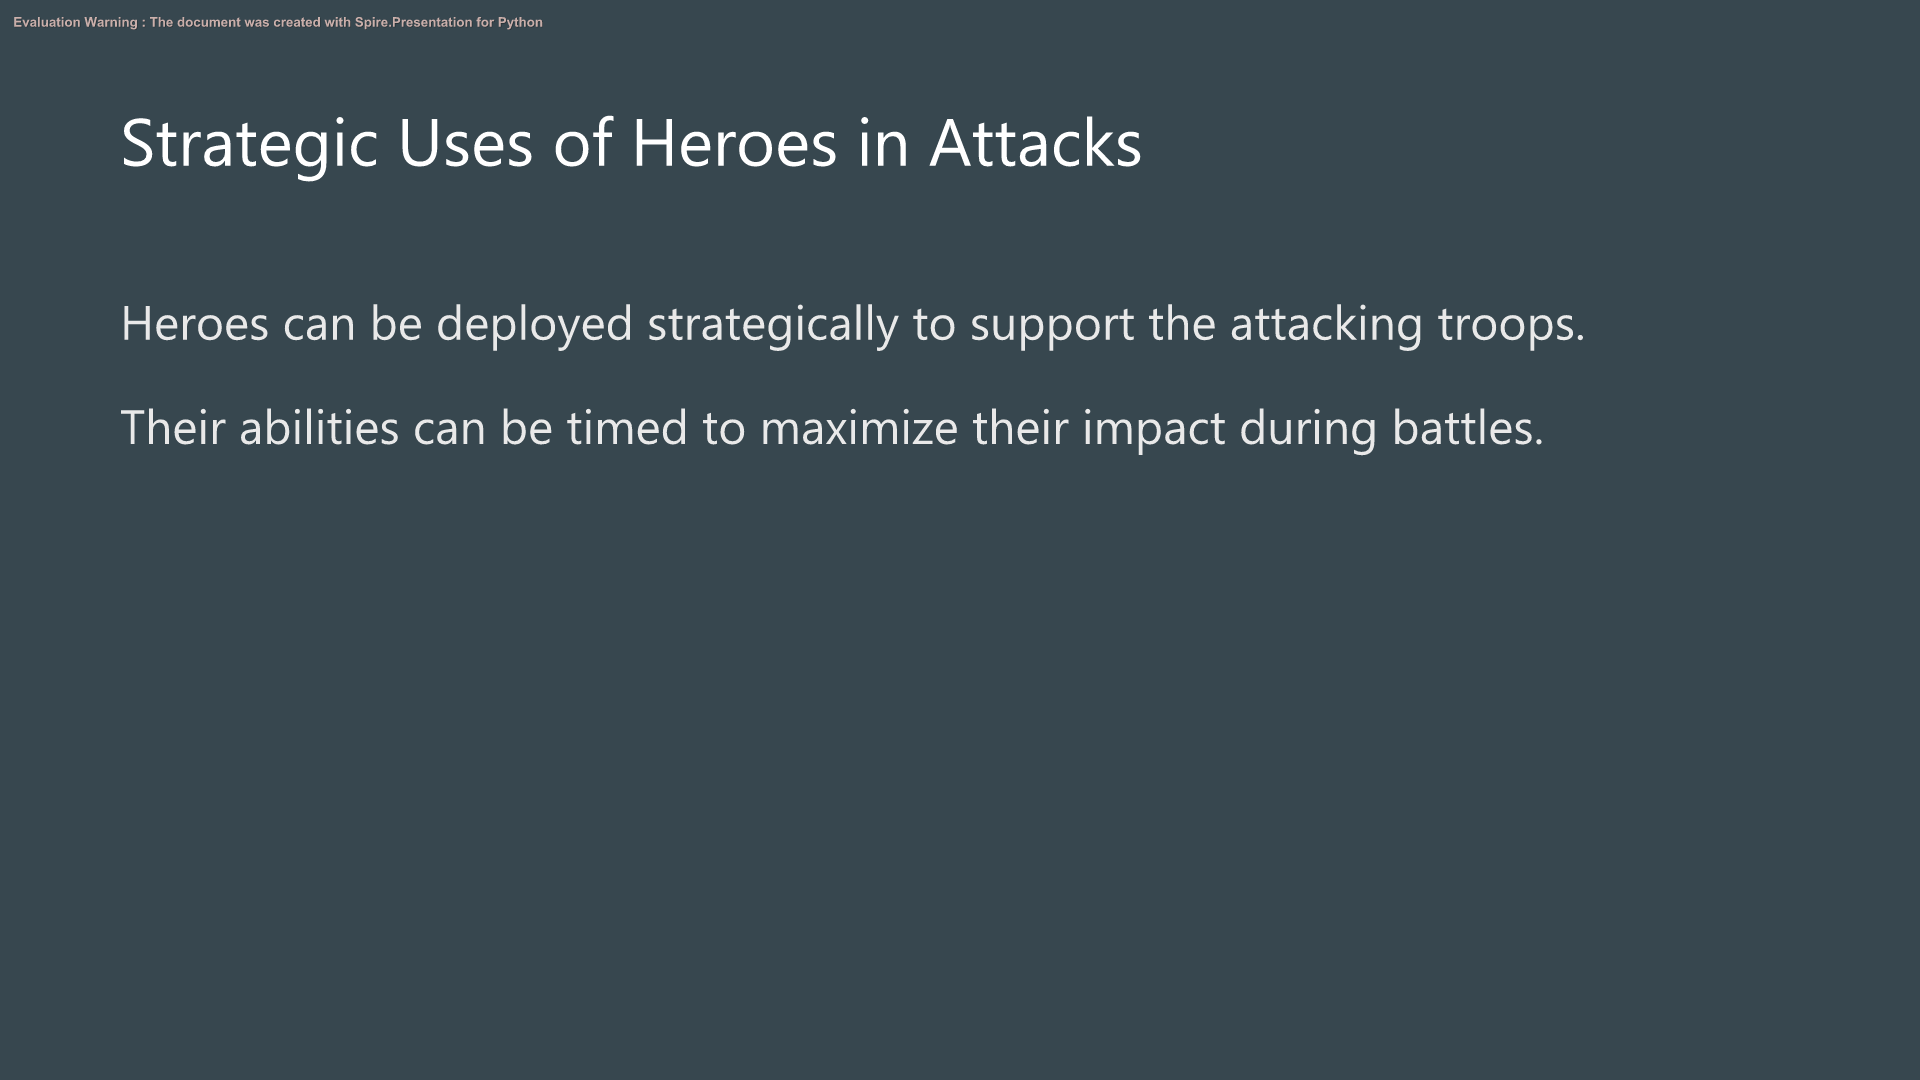 Evaluation Warning : The document was created with Spire.Presentation for Python
Strategic Uses of Heroes in Attacks
Heroes can be deployed strategically to support the attacking troops.
Their abilities can be timed to maximize their impact during battles.